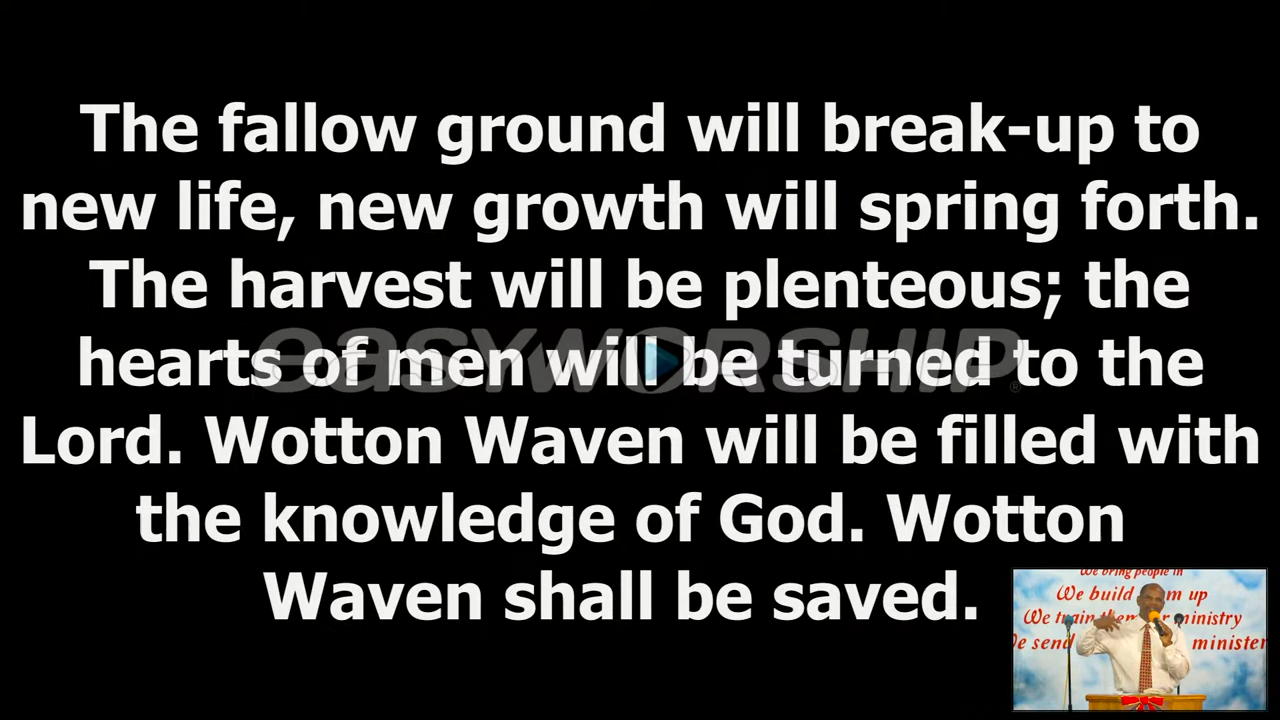 The fallow ground will break-up to
new life, new growth will spring forth.
The harvest will be plenteous; the
hearts of men will be turned to the
easyworship®
Lord. Wotton Waven will be filled with
the knowledge of God. Wotton
Waven shall be saved.
We bring people in
We build up
We train ministry
We send minister